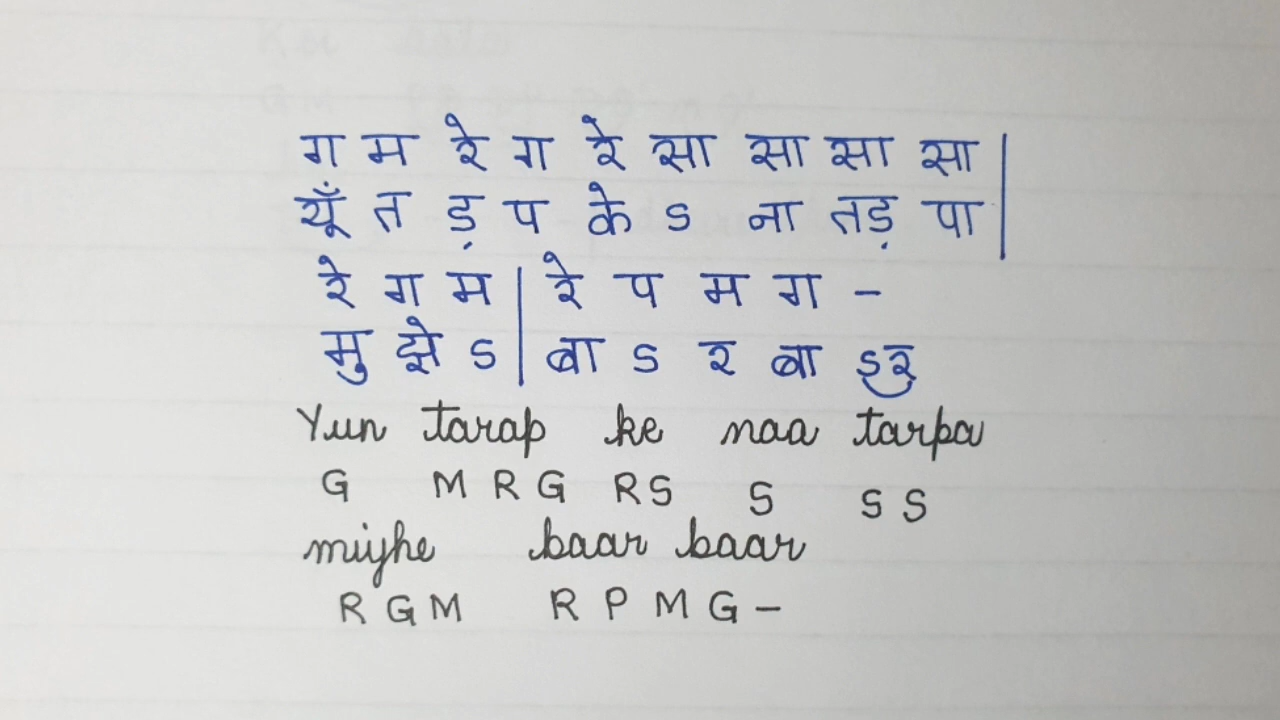 ग म रे ग रे सा सा सा सा |
यूँ त ड़ प के ऽ ना तड़ पा |
रे ग म | रे प म ग –
मु झे ऽ | बा ऽ र बा ऽर
Yun tarap ke naa tarpa
G M R G R S S S S
mujhe baar baar
R G M R P M G –